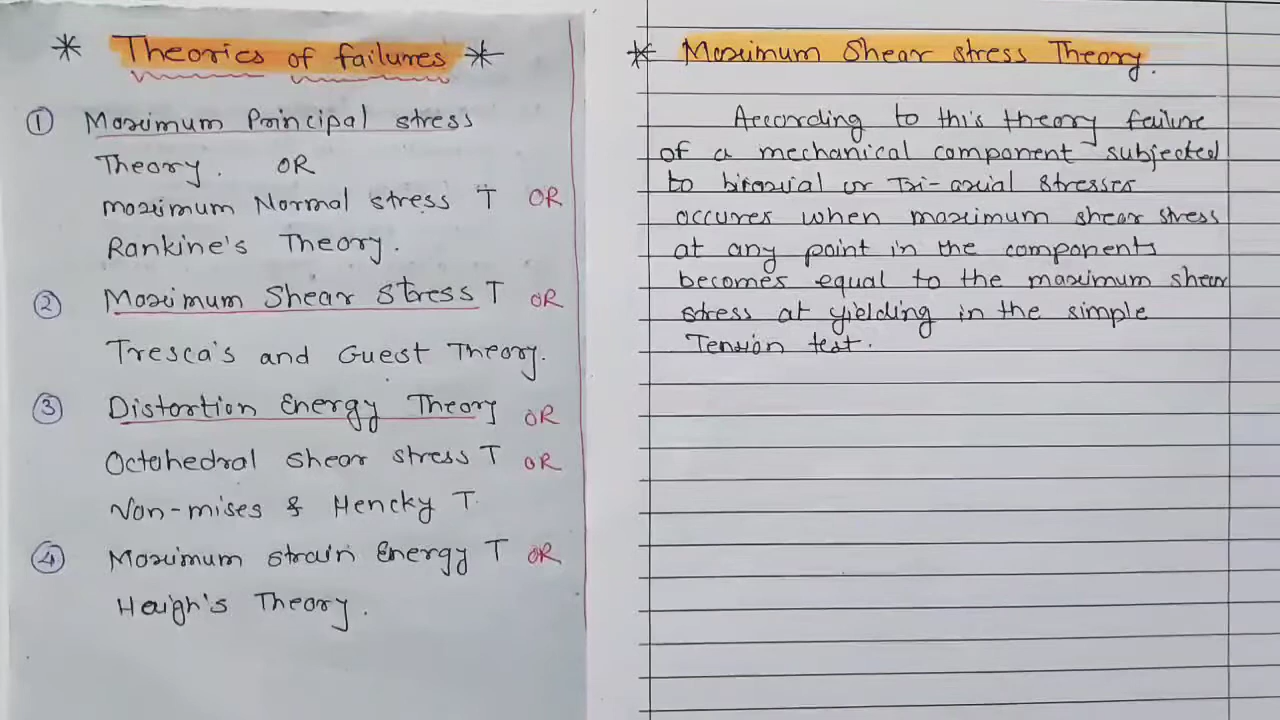 * Theories of failures *
① Maximum Principal stress
Theory. OR
maximum Normal stress T OR
Rankine's Theory.
② Maximum Shear Stress T OR
Tresca's and Guest Theory.
③ Distortion Energy Theory OR
Octahedral shear stress T OR
Von-mises & Hencky T.
④ Maximum strain Energy T OR
Haigh's Theory.
* Maximum Shear stress Theory.
According to this theory failure
of a mechanical component subjected
to biaxial or Tri-axial stresses
occures when maximum shear stress
at any point in the components
becomes equal to the maximum shear
stress at yielding in the simple
Tension test.